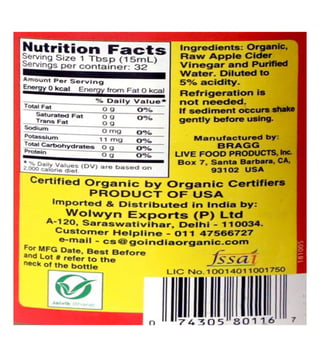 Nutrition Facts
Serving Size 1 Tbsp (15mL)
Servings per container: 32
Amount Per Serving
Energy 0 kcal Energy from Fat 0 kcal
% Daily Value*
Total Fat 0 g 0%
Saturated Fat 0 g 0%
Trans Fat 0 g
Sodium 0 mg 0%
Potassium 11 mg 0%
Total Carbohydrates 0 g 0%
Protein 0 g 0%
* % Daily Values (DV) are based on
2,000 calorie diet.
Ingredients: Organic,
Raw Apple Cider
Vinegar and Purified
Water. Diluted to
5% acidity.
Refrigeration is
not needed.
If sediment occurs shake
gently before using.
Manufactured by:
BRAGG
LIVE FOOD PRODUCTS, Inc.
Box 7, Santa Barbara, CA,
93102 USA
Certified Organic by Organic Certifiers
PRODUCT OF USA
Imported & Distributed in India by:
Wolwyn Exports (P) Ltd
A-120, Saraswativihar, Delhi - 110034.
Customer Helpline - 011 47566727
e-mail - cs@goindiaorganic.com
For MFG Date, Best Before
and Lot # refer to the
neck of the bottle
fssai
LIC No. 10014011001750
0 74305 80116 7